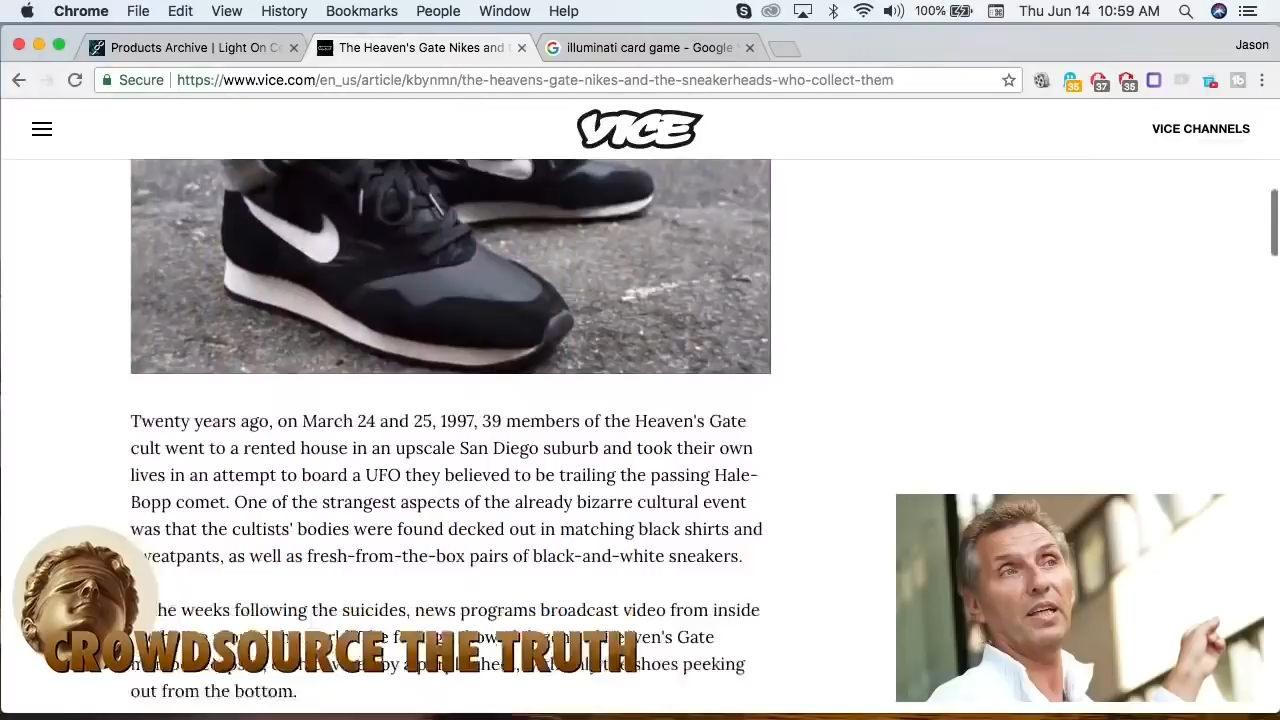 Chrome File Edit View History Bookmarks People Window Help 100% Thu Jun 14 10:59 AM
Products Archive | Light On C
The Heaven's Gate Nikes and t
illuminati card game - Google
Jason
Secure https://www.vice.com/en_us/article/kbynmn/the-heavens-gate-nikes-and-the-sneakerheads-who-collect-them
35 37 35
VICE
VICE CHANNELS
Twenty years ago, on March 24 and 25, 1997, 39 members of the Heaven's Gate
cult went to a rented house in an upscale San Diego suburb and took their own
lives in an attempt to board a UFO they believed to be trailing the passing Hale-
Bopp comet. One of the strangest aspects of the already bizarre cultural event
was that the cultists' bodies were found decked out in matching black shirts and
weatpants, as well as fresh-from-the-box pairs of black-and-white sneakers.
he weeks following the suicides, news programs broadcast video from inside
en's Gate
shoes peeking
out from the bottom.
CROWDSOURCE THE TRUTH